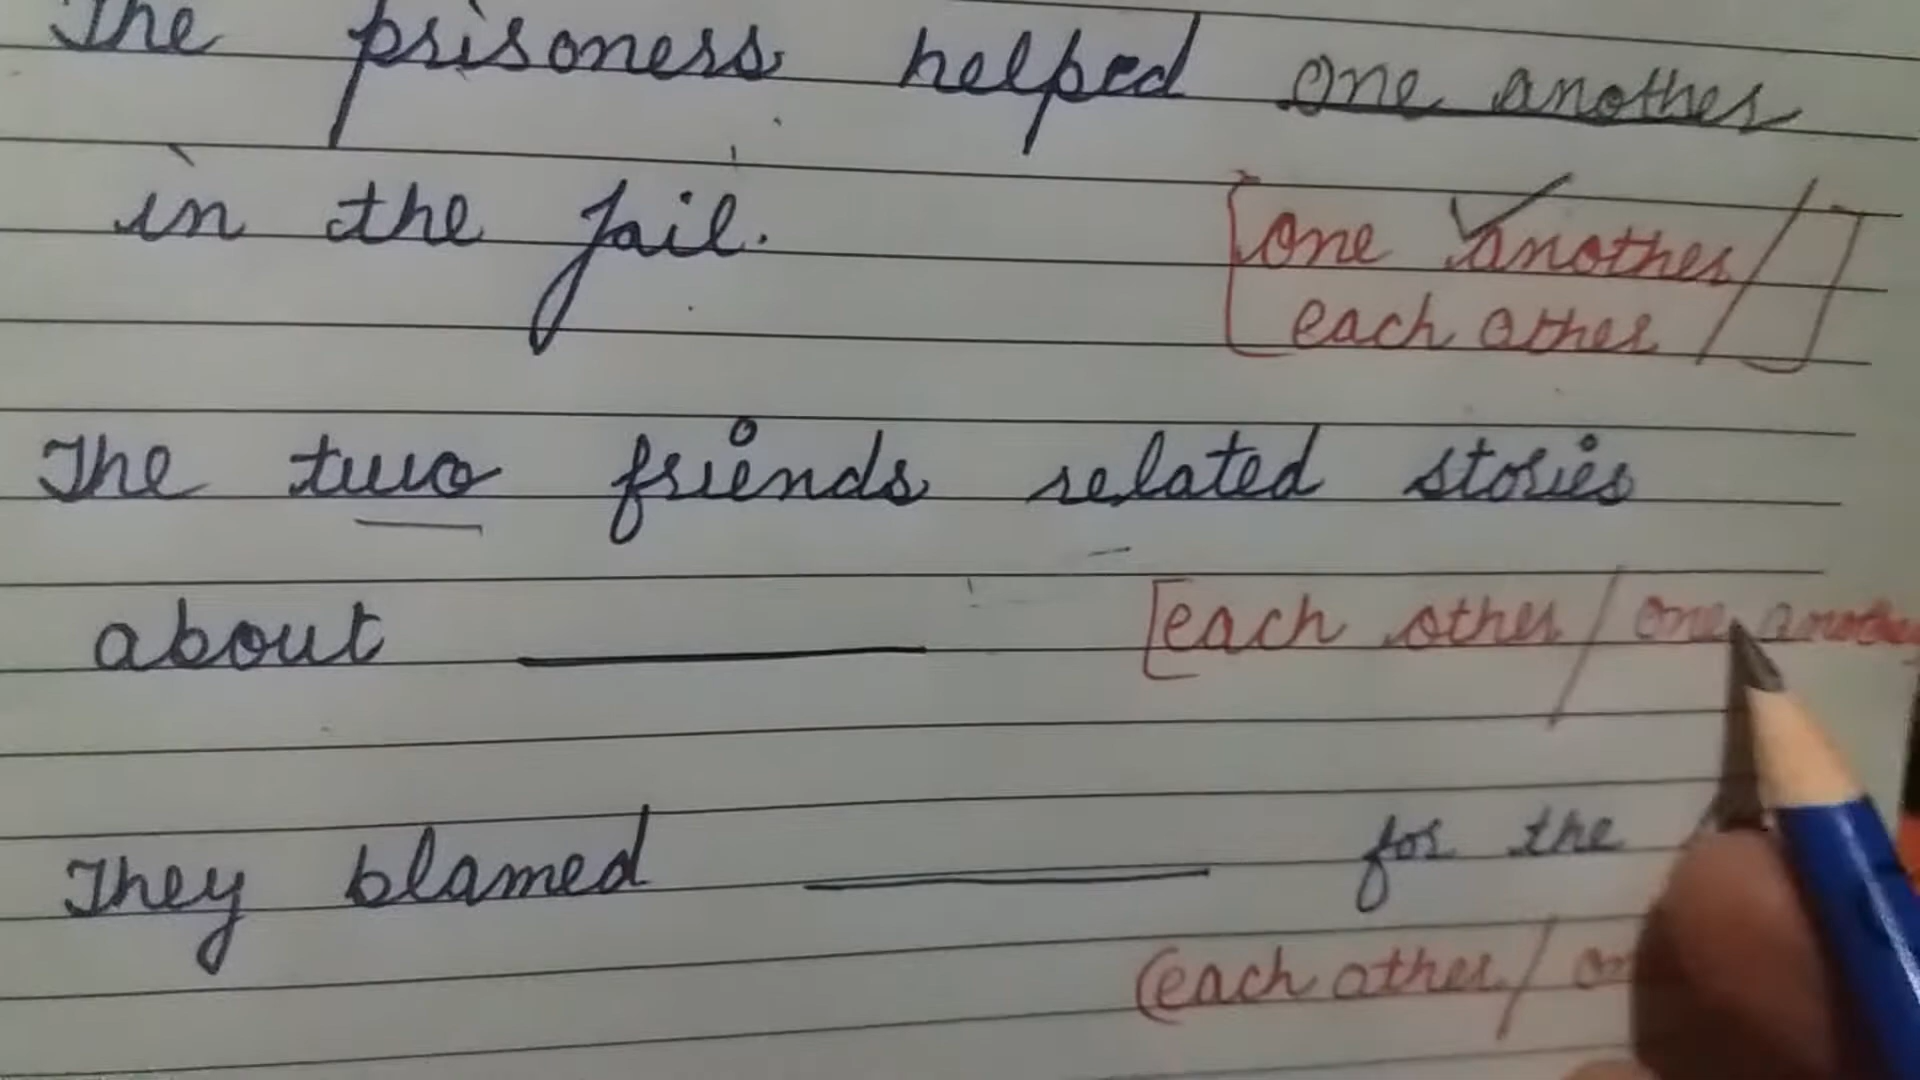 The prisoners helped one another
in the jail. [one another/
each other]
The two friends related stories
about ______ [each other / one another
They blamed ______ for the
(each other /